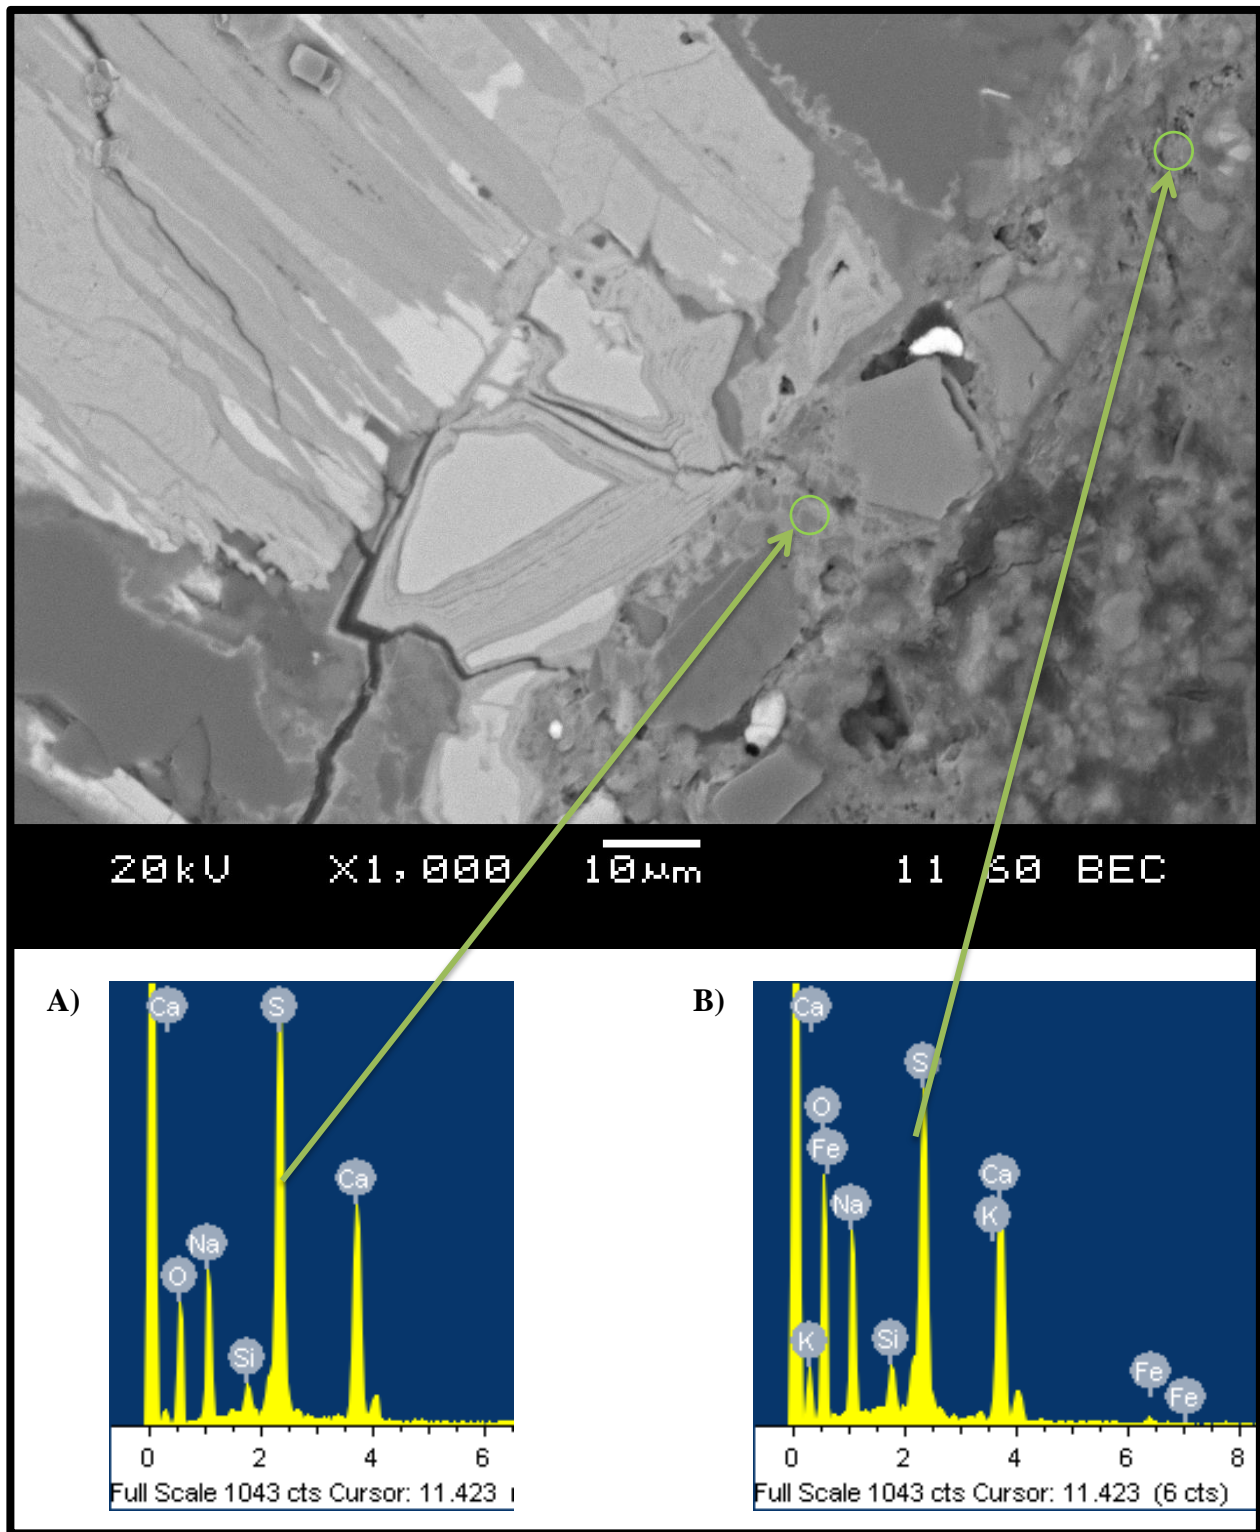 20kV X1,000 10μm 11 60 BEC
A)
Ca
S
Ca
Na
O
Si
0 2 4 6
Full Scale 1043 cts Cursor: 11.423
B)
Ca
S
O
Fe
Na
Ca
K
K
Si
Fe
Fe
0 2 4 6 8
Full Scale 1043 cts Cursor: 11.423 (6 cts)